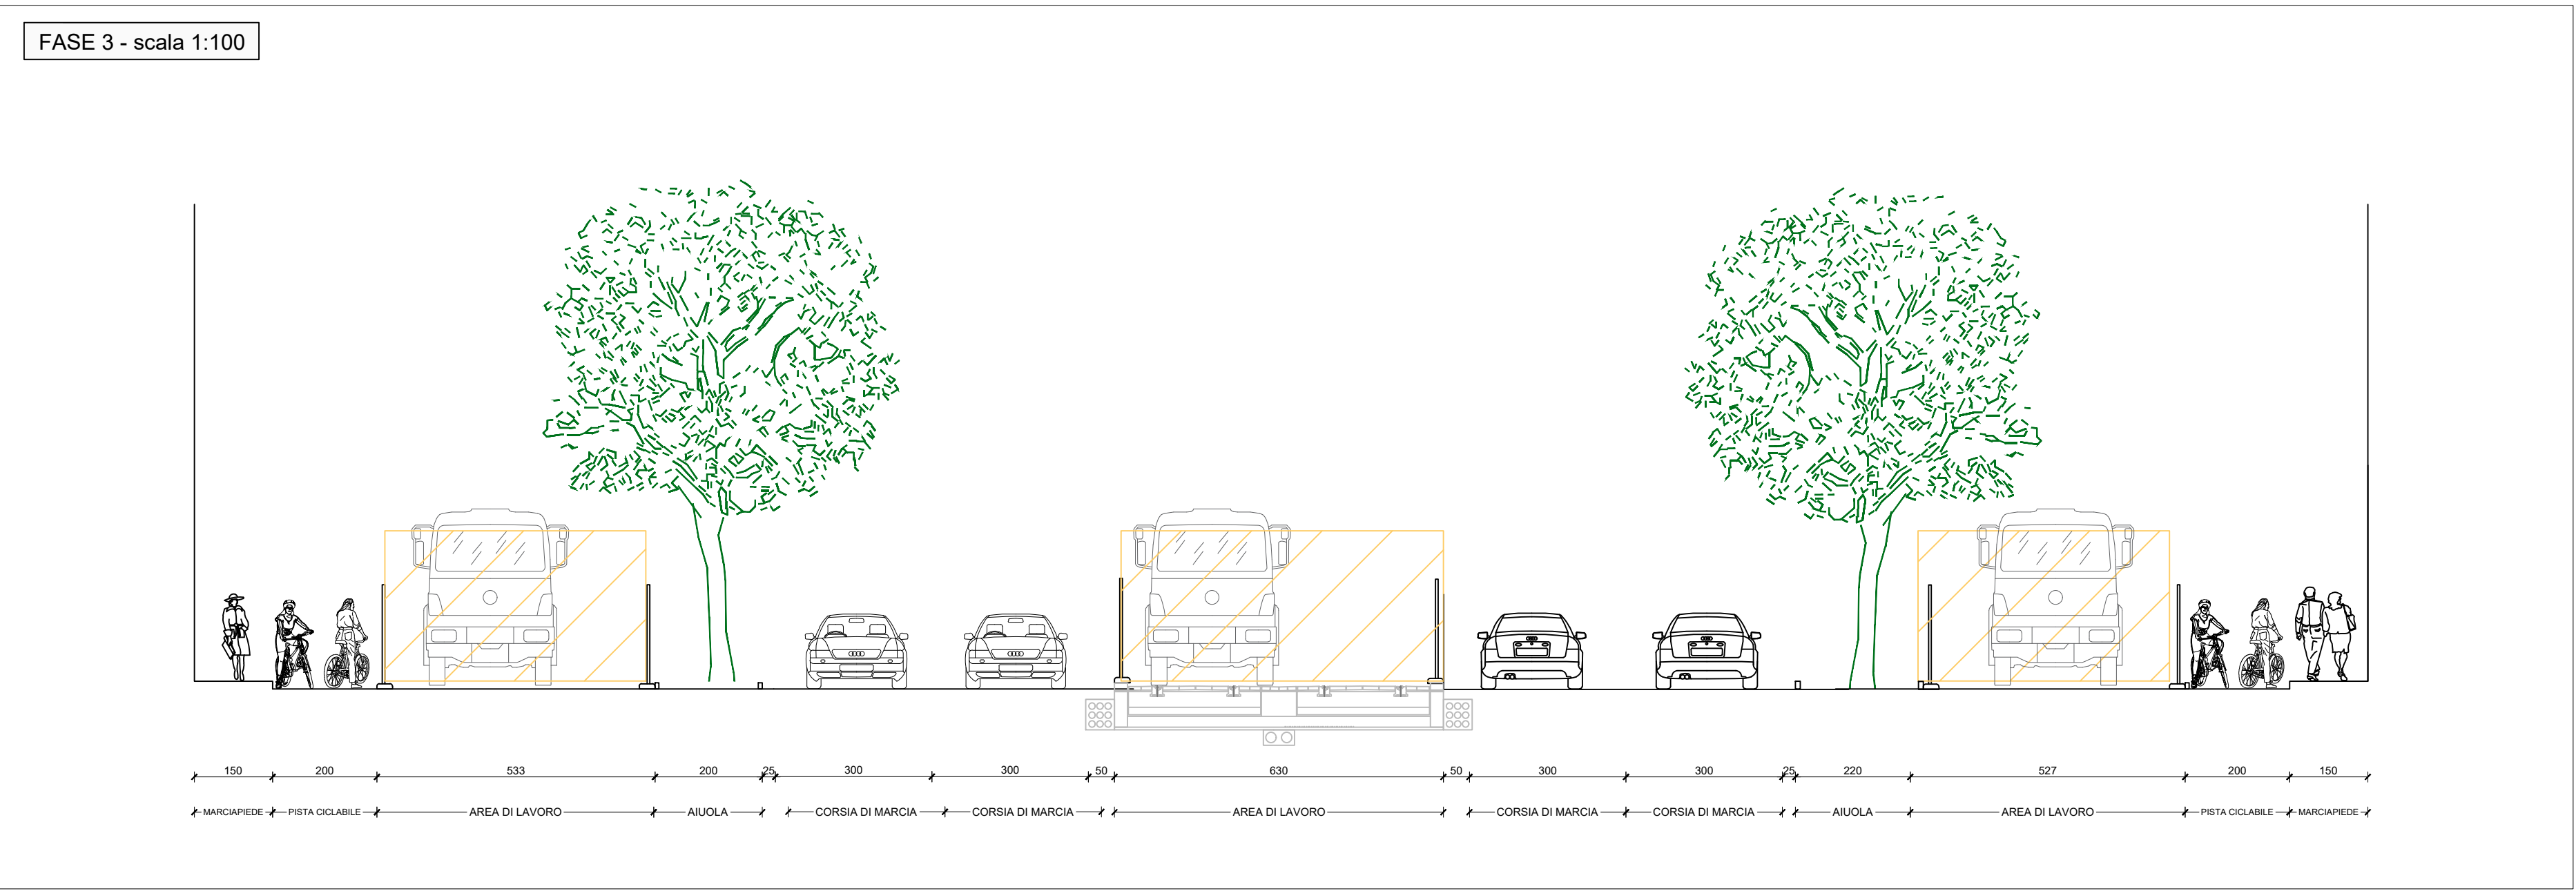 FASE 3 - scala 1:100
150 200 533 200 25 300 300 50 630 50 300 300 25 220 527 200 150
MARCIAPIEDE PISTA CICLABILE AREA DI LAVORO AIUOLA CORSIA DI MARCIA CORSIA DI MARCIA AREA DI LAVORO CORSIA DI MARCIA CORSIA DI MARCIA AIUOLA AREA DI LAVORO PISTA CICLABILE MARCIAPIEDE